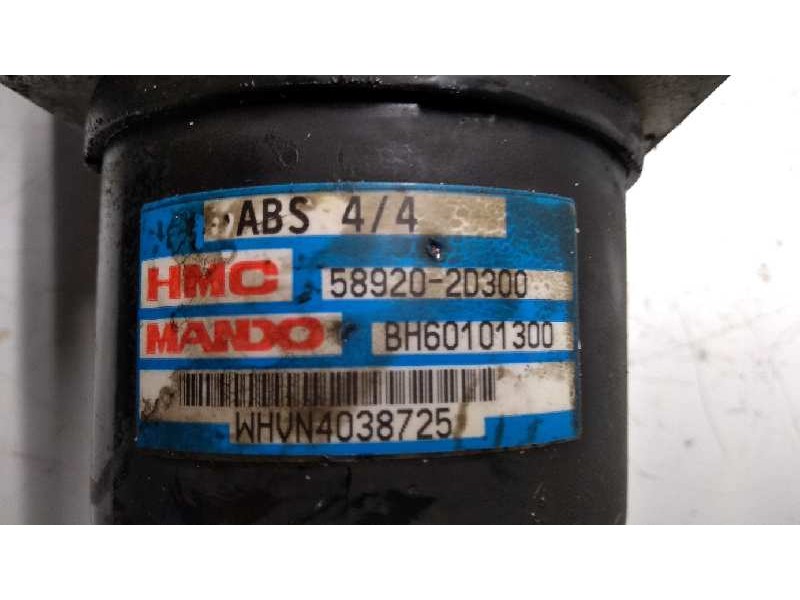 ABS 4/4
HMC 58920-2D300
MANDO BH60101300
WHVN4038725